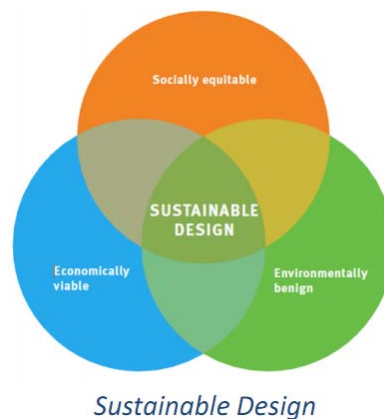 Socially equitable
SUSTAINABLE
DESIGN
Economically
viable
Environmentally
benign
Sustainable Design